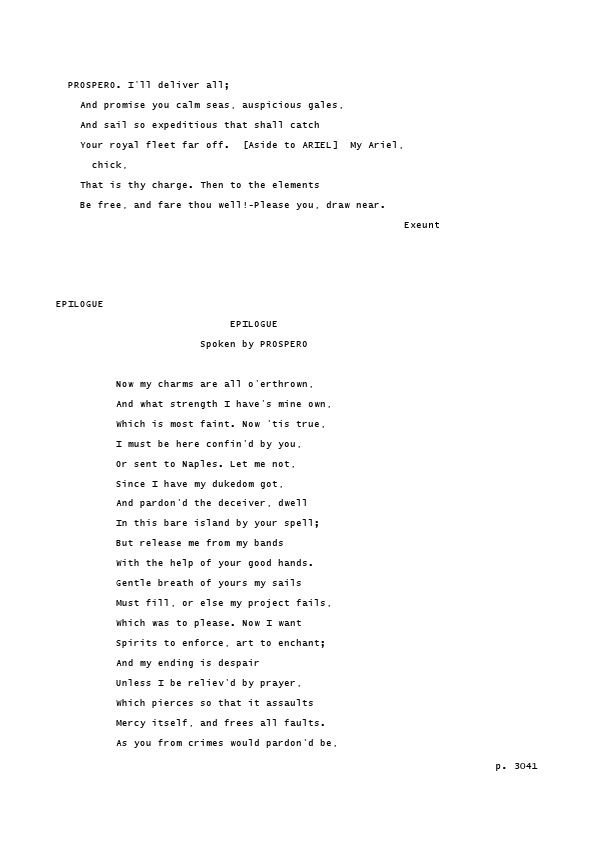 PROSPERO. I'll deliver all;
And promise you calm seas, auspicious gales,
And sail so expeditious that shall catch
Your royal fleet far off.  [Aside to ARIEL]  My Ariel,
chick,
That is thy charge. Then to the elements
Be free, and fare thou well!-Please you, draw near.
Exeunt
EPILOGUE
EPILOGUE
Spoken by PROSPERO
Now my charms are all o'erthrown,
And what strength I have's mine own,
Which is most faint. Now 'tis true,
I must be here confin'd by you,
Or sent to Naples. Let me not,
Since I have my dukedom got,
And pardon'd the deceiver, dwell
In this bare island by your spell;
But release me from my bands
With the help of your good hands.
Gentle breath of yours my sails
Must fill, or else my project fails,
Which was to please. Now I want
Spirits to enforce, art to enchant;
And my ending is despair
Unless I be reliev'd by prayer,
Which pierces so that it assaults
Mercy itself, and frees all faults.
As you from crimes would pardon'd be,
p. 3041